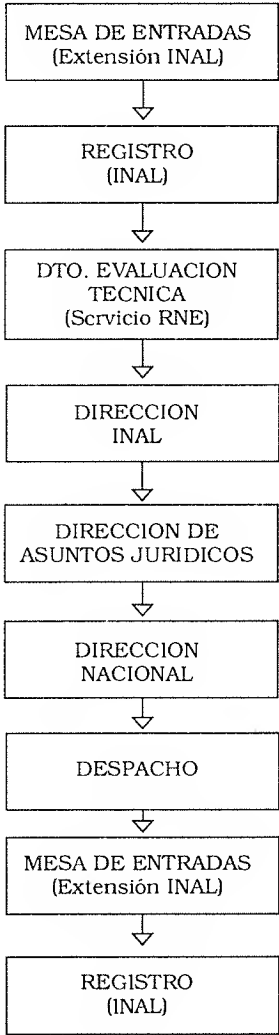 MESA DE ENTRADAS
(Extensión INAL)
REGISTRO
(INAL)
DTO. EVALUACION
TECNICA
(Servicio RNE)
DIRECCION
INAL
DIRECCION DE
ASUNTOS JURIDICOS
DIRECCION
NACIONAL
DESPACHO
MESA DE ENTRADAS
(Extensión INAL)
REGISTRO
(INAL)